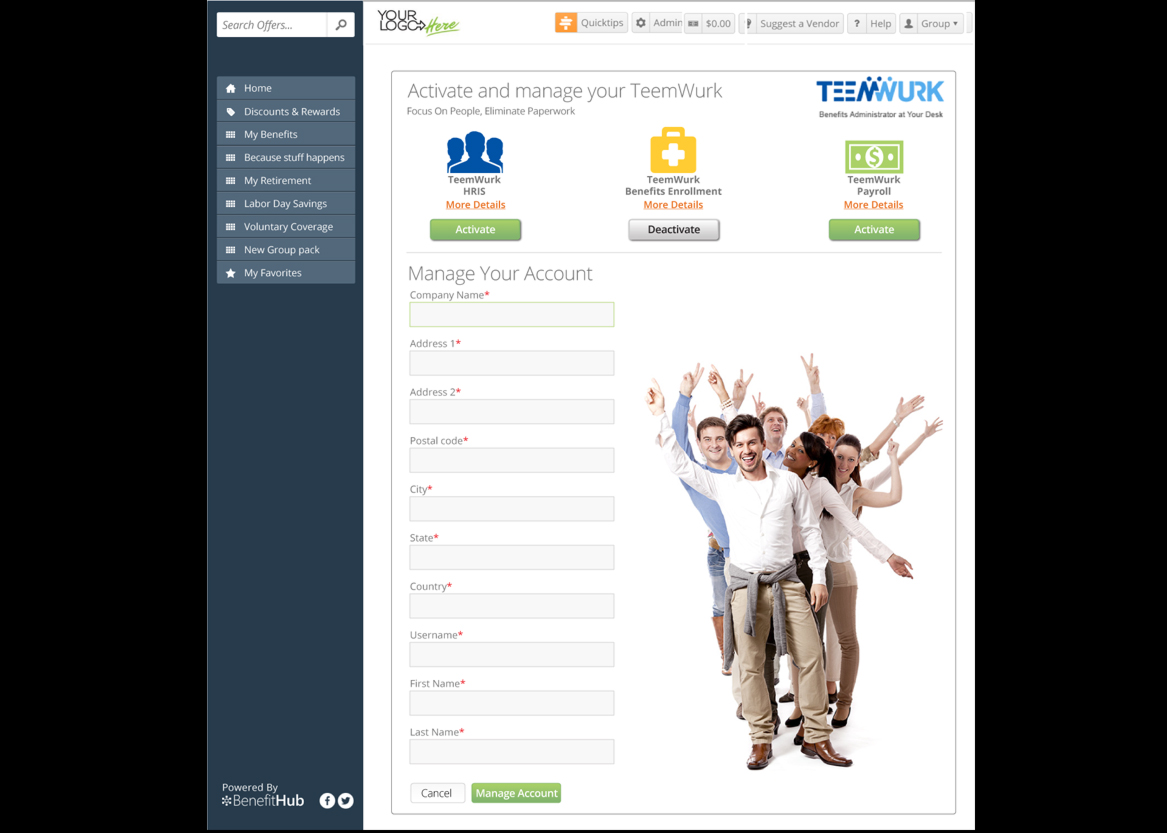 Search Offers...
Home
Discounts & Rewards
My Benefits
Because stuff happens
My Retirement
Labor Day Savings
Voluntary Coverage
New Group pack
My Favorites
Powered By
BenefitHub
YOUR
LOGO Here
Quicktips
Admin
$0.00
Suggest a Vendor
? Help
Group
Activate and manage your TeemWurk
Focus On People, Eliminate Paperwork
TEEMWURK
Benefits Administrator at Your Desk
TeemWurk
HRIS
More Details
Activate
TeemWurk
Benefits Enrollment
More Details
Deactivate
TeemWurk
Payroll
More Details
Activate
Manage Your Account
Company Name*
Address 1*
Address 2*
Postal code*
City*
State*
Country*
Username*
First Name*
Last Name*
Cancel
Manage Account